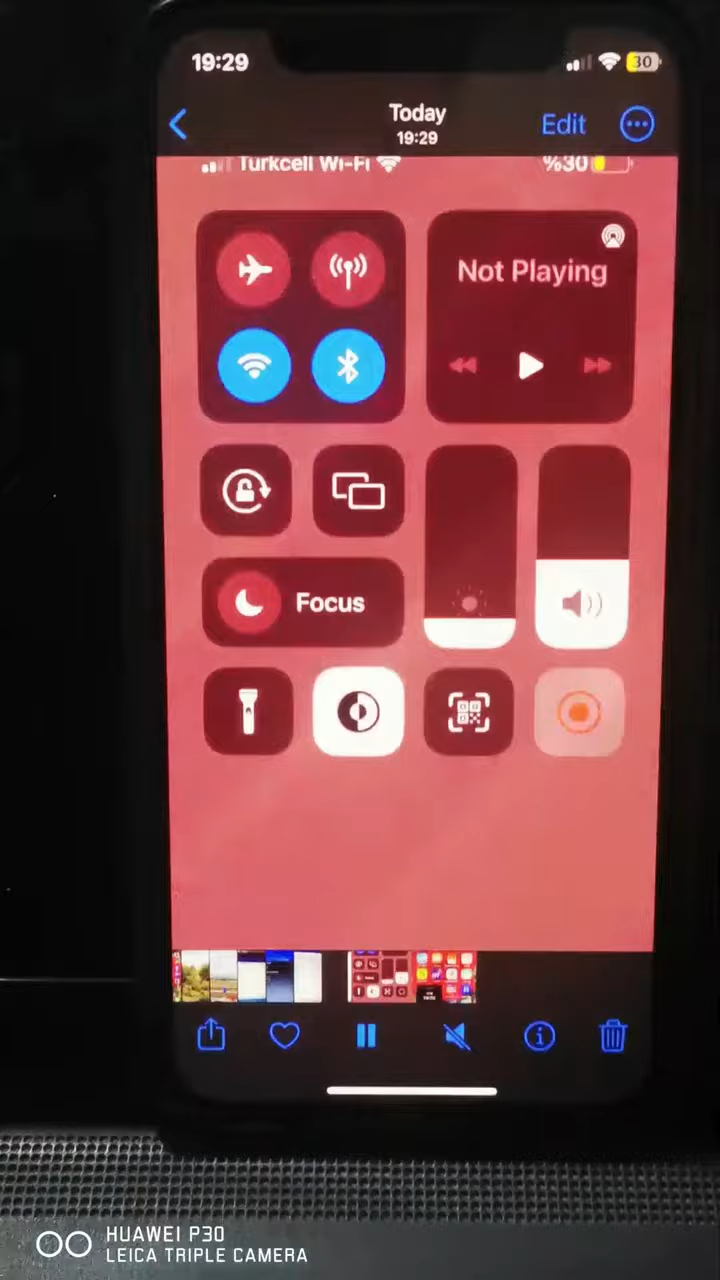 19:29
30
Today
19:29
Edit
Turkcell Wi-Fi
%30
Not Playing
Focus
HUAWEI P30
LEICA TRIPLE CAMERA